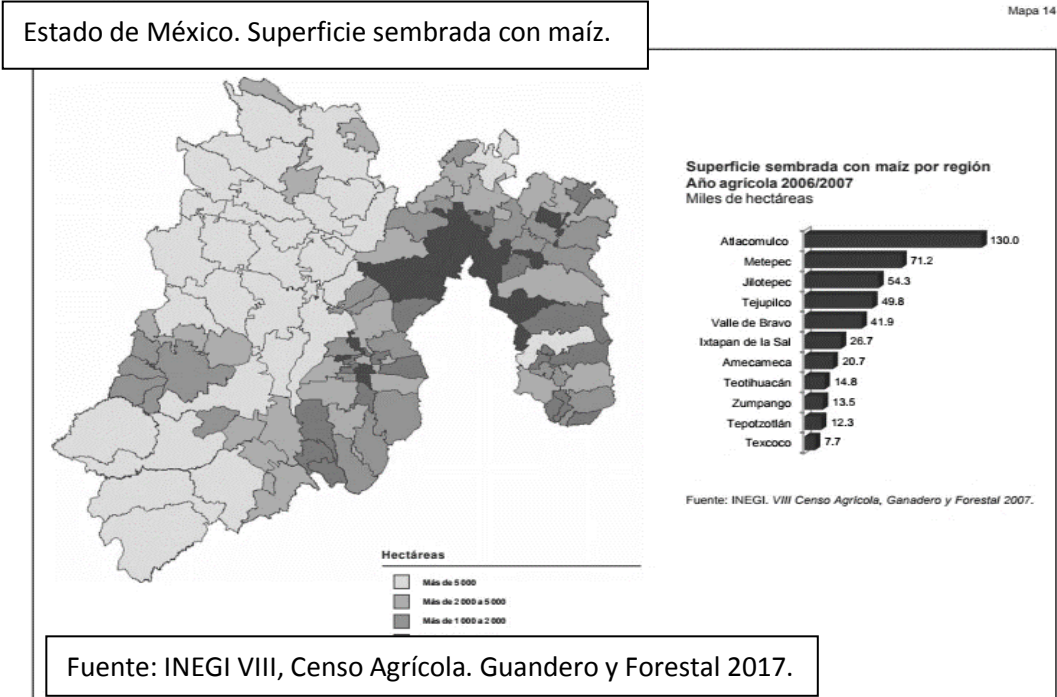 Mapa 14
Estado de México. Superficie sembrada con maíz.
Superficie sembrada con maíz por región
Año agrícola 2006/2007
Miles de hectáreas
Atlacomulco 130.0
Metepec 71.2
Jilotepec 54.3
Tejupilco 49.8
Valle de Bravo 41.9
Ixtapan de la Sal 26.7
Amecameca 20.7
Teotihuacán 14.8
Zumpango 13.5
Tepotzotlán 12.3
Texcoco 7.7
Fuente: INEGI. VIII Censo Agrícola, Ganadero y Forestal 2007.
Hectáreas
Más de 5 000
Más de 2 000 a 5 000
Más de 1 000 a 2 000
Fuente: INEGI VIII, Censo Agrícola. Guandero y Forestal 2017.